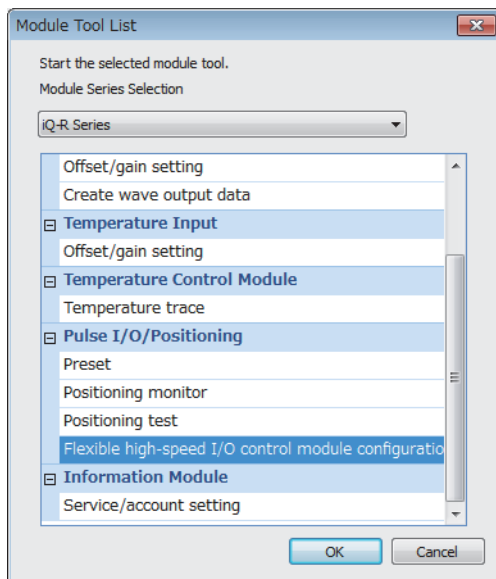 Module Tool List
Start the selected module tool.
Module Series Selection
iQ-R Series
Offset/gain setting
Create wave output data
Temperature Input
Offset/gain setting
Temperature Control Module
Temperature trace
Pulse I/O/Positioning
Preset
Positioning monitor
Positioning test
Flexible high-speed I/O control module configuratio
Information Module
Service/account setting
OK Cancel